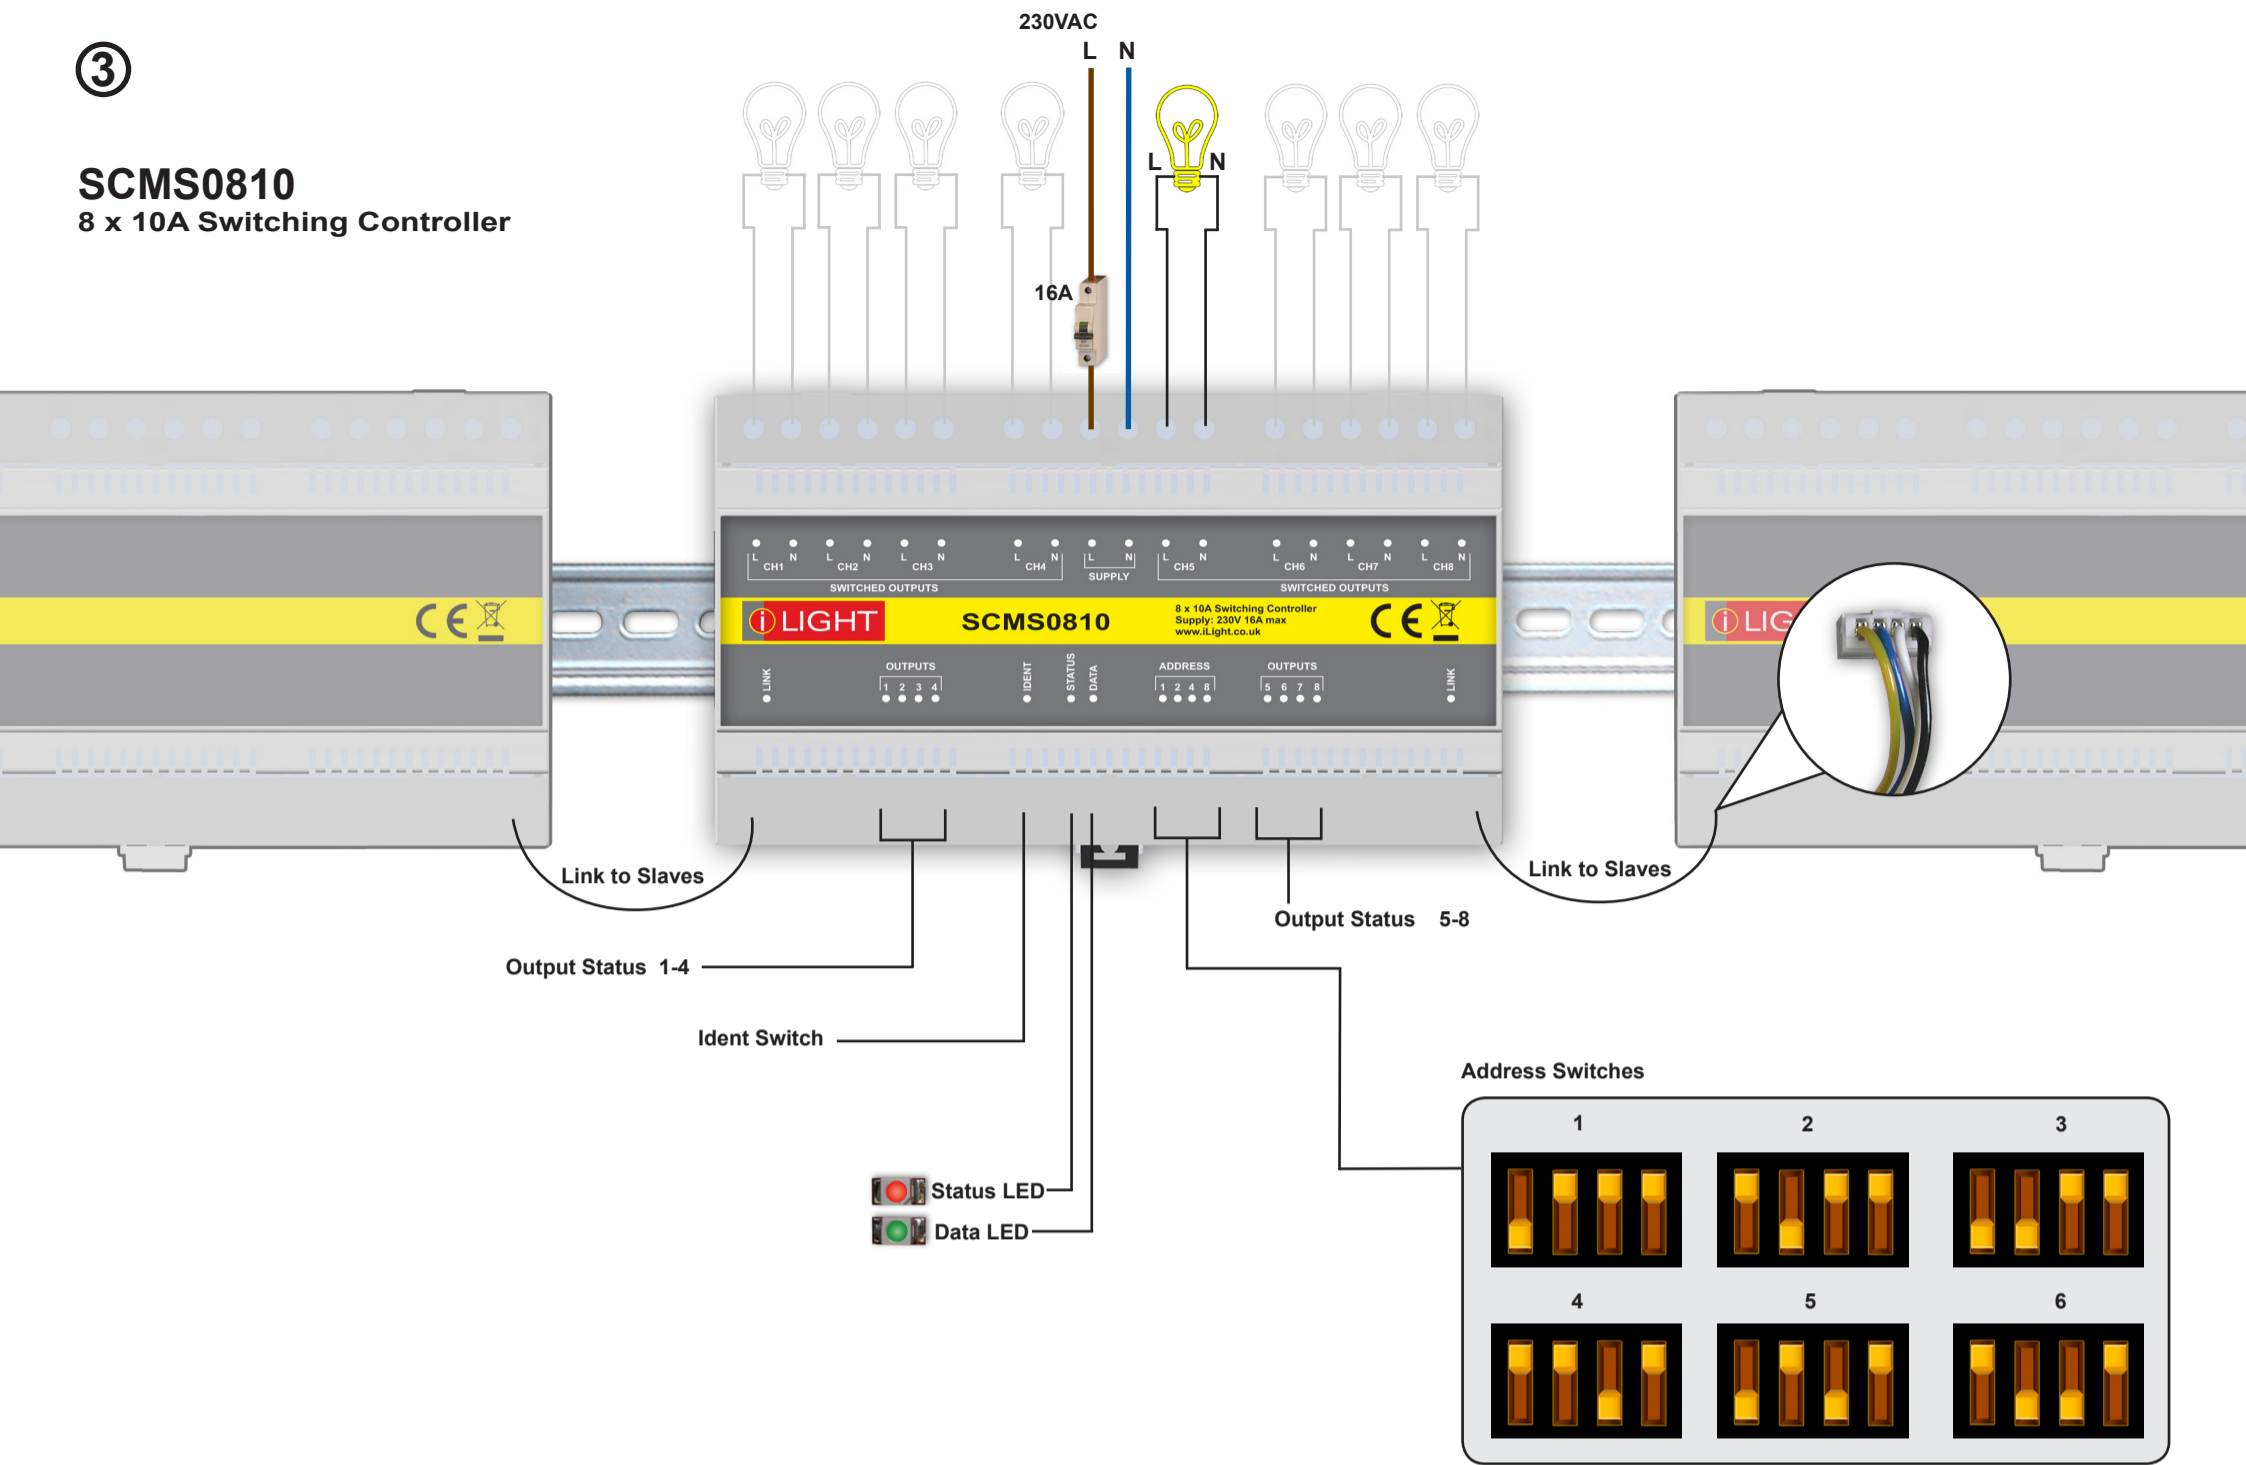 ③
SCMS0810
8 x 10A Switching Controller
230VAC
L N
L N
16A
L N L N L N L N L N L N L N L N L N
CH1 CH2 CH3 CH4 SUPPLY CH5 CH6 CH7 CH8
SWITCHED OUTPUTS SWITCHED OUTPUTS
CE
i LIGHT
SCMS0810
8 x 10A Switching Controller
Supply: 230V 16A max
www.iLight.co.uk
CE
i LIG
LINK
OUTPUTS
1 2 3 4
IDENT
STATUS
DATA
ADDRESS
1 2 4 8
OUTPUTS
5 6 7 8
LINK
Link to Slaves
Link to Slaves
Output Status 5-8
Output Status 1-4
Ident Switch
Status LED
Data LED
Address Switches
1 2 3
4 5 6